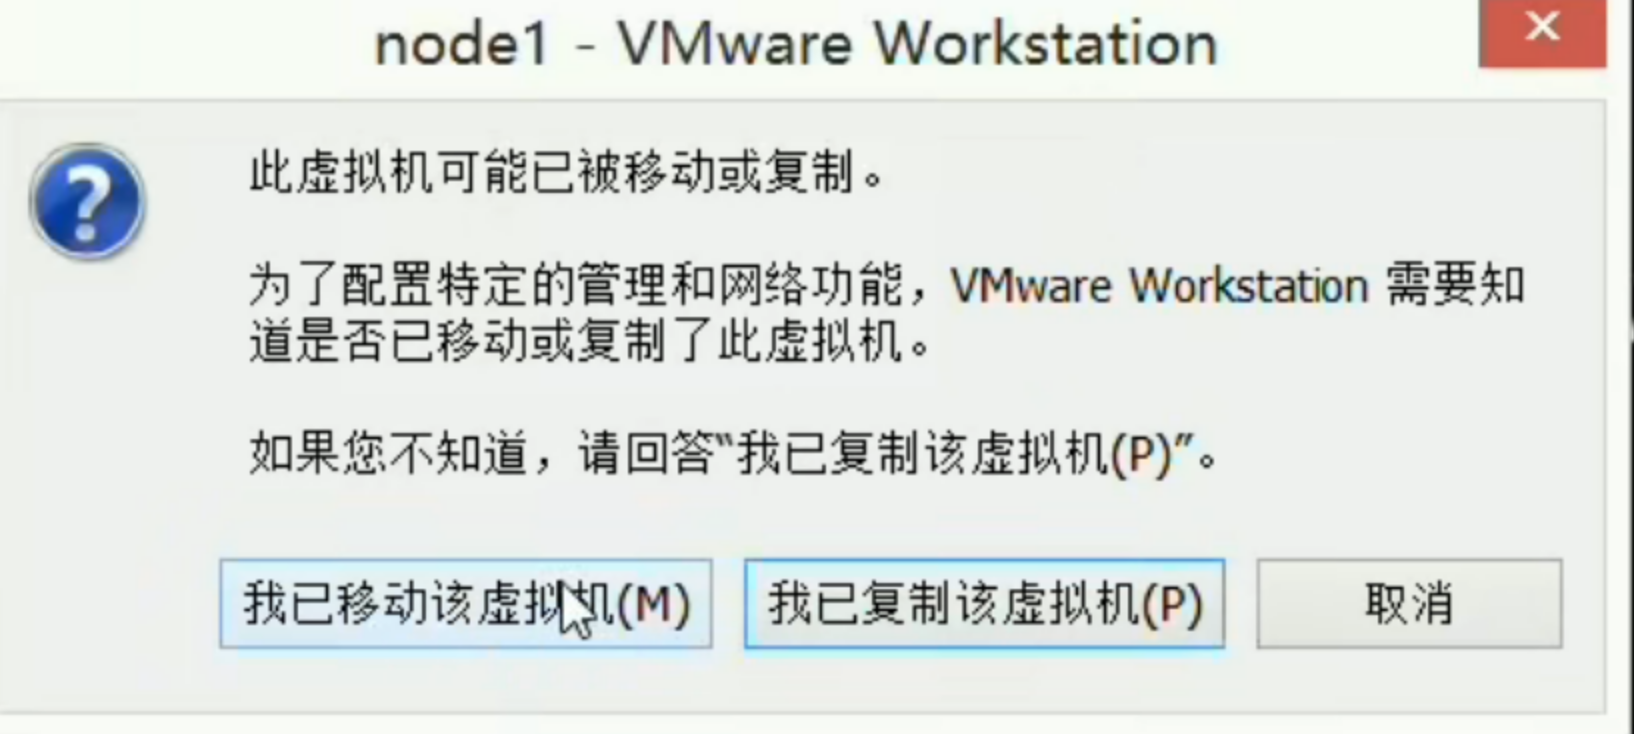 node1 - VMware Workstation
此虚拟机可能已被移动或复制。
为了配置特定的管理和网络功能，VMware Workstation 需要知
道是否已移动或复制了此虚拟机。
如果您不知道，请回答“我已复制该虚拟机(P)”。
我已移动该虚拟机(M) 我已复制该虚拟机(P) 取消